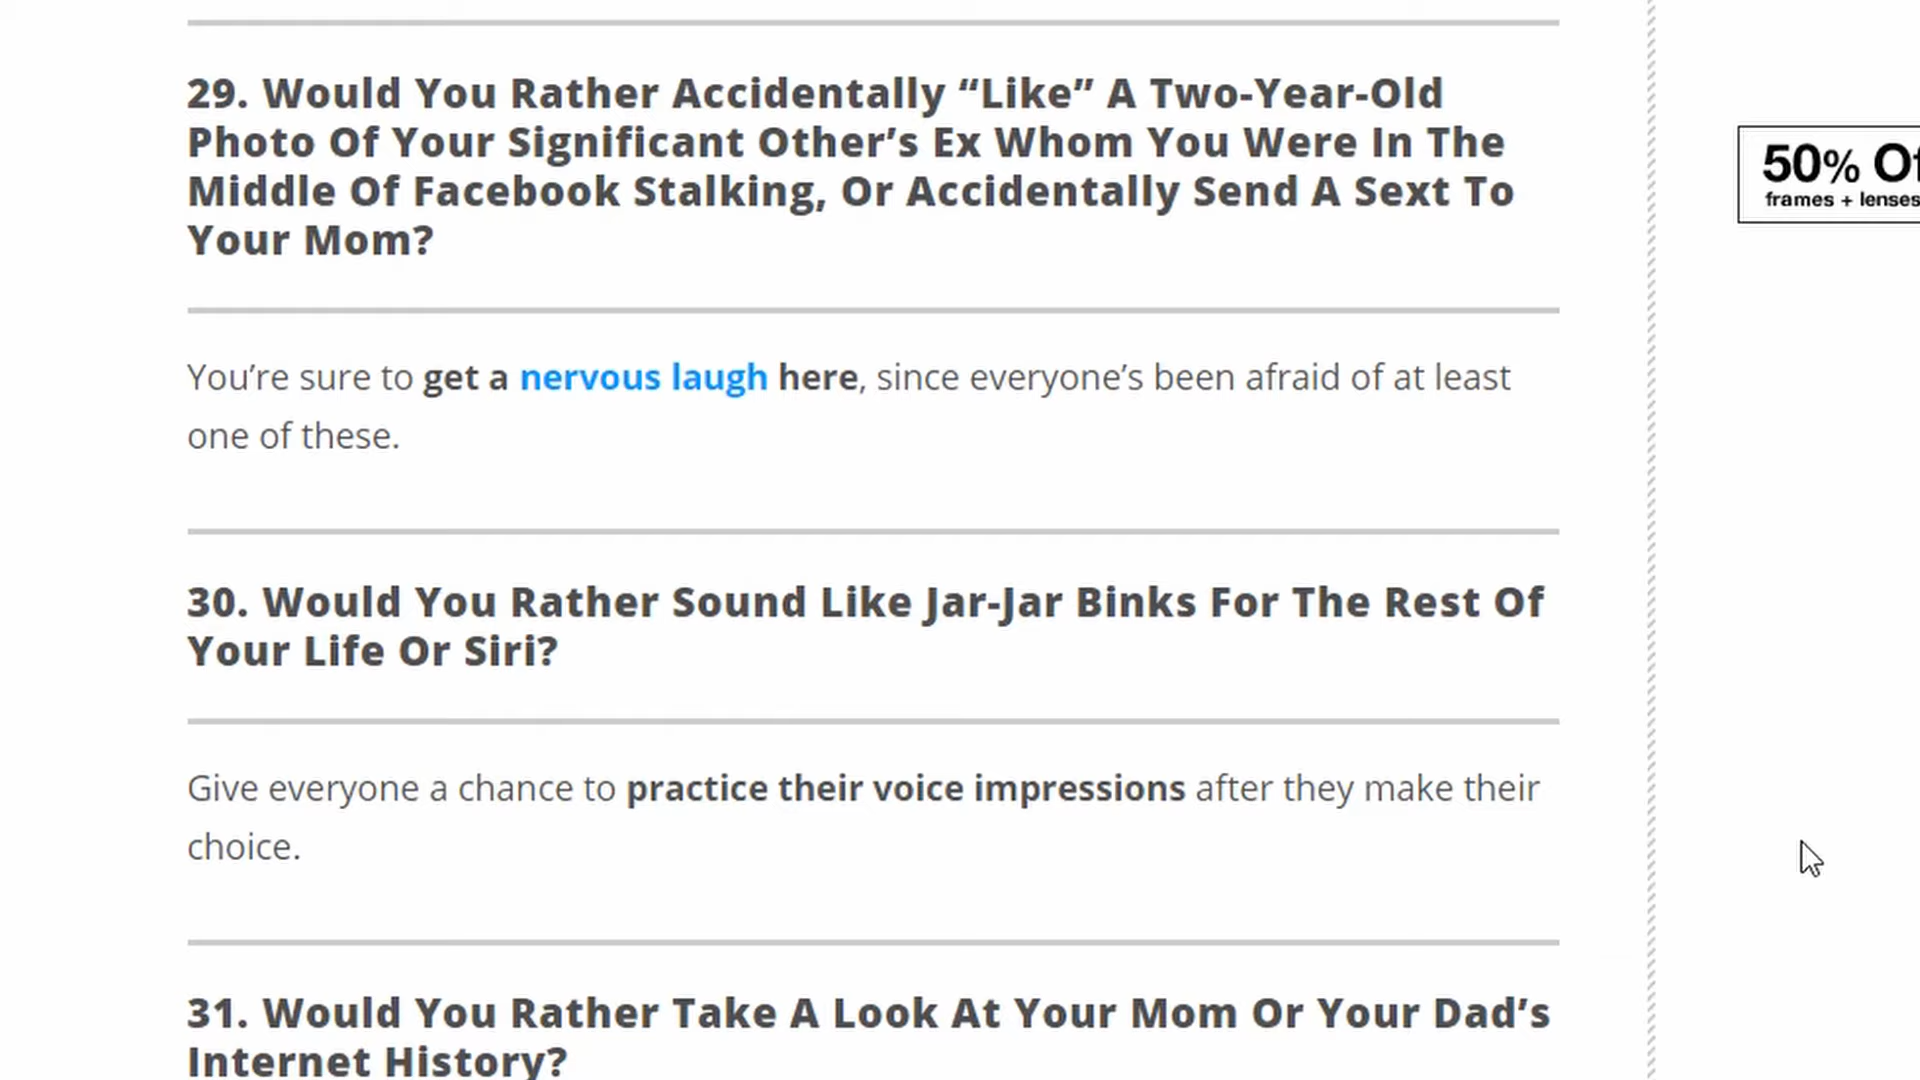 29. Would You Rather Accidentally “Like” A Two-Year-Old
Photo Of Your Significant Other’s Ex Whom You Were In The
Middle Of Facebook Stalking, Or Accidentally Send A Sext To
Your Mom?
50% Of
frames + lenses
You’re sure to get a nervous laugh here, since everyone’s been afraid of at least
one of these.
30. Would You Rather Sound Like Jar-Jar Binks For The Rest Of
Your Life Or Siri?
Give everyone a chance to practice their voice impressions after they make their
choice.
31. Would You Rather Take A Look At Your Mom Or Your Dad’s
Internet History?